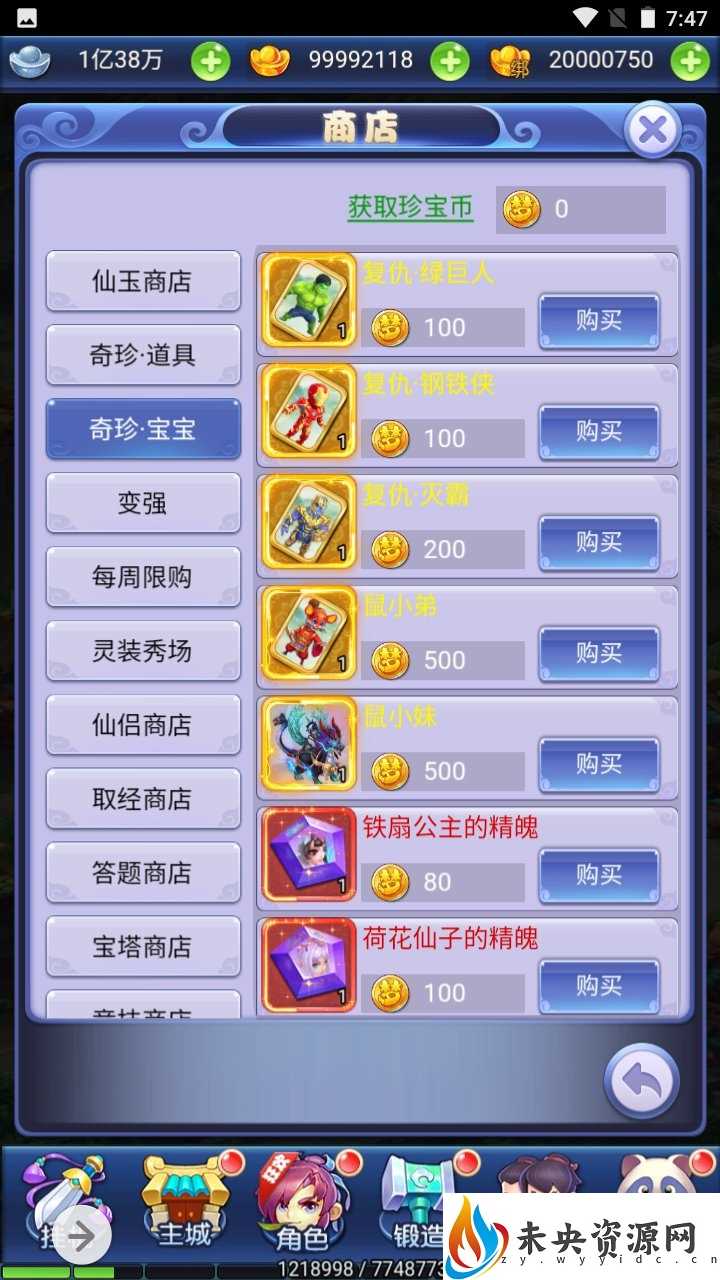 7:47
1亿38万
99992118
绑
20000750
商店
获取珍宝币
0
仙玉商店
奇珍·道具
奇珍·宝宝
变强
每周限购
灵装秀场
仙侣商店
取经商店
答题商店
宝塔商店
复仇·绿巨人
1
100
购买
复仇·钢铁侠
1
100
购买
复仇·灭霸
1
200
购买
鼠小弟
1
500
购买
鼠小妹
1
500
购买
铁扇公主的精魄
1
80
购买
荷花仙子的精魄
1
100
购买
主城
狂欢
角色
锻造
1218998 / 7748773
未央资源网
zy.wyyidc.cn